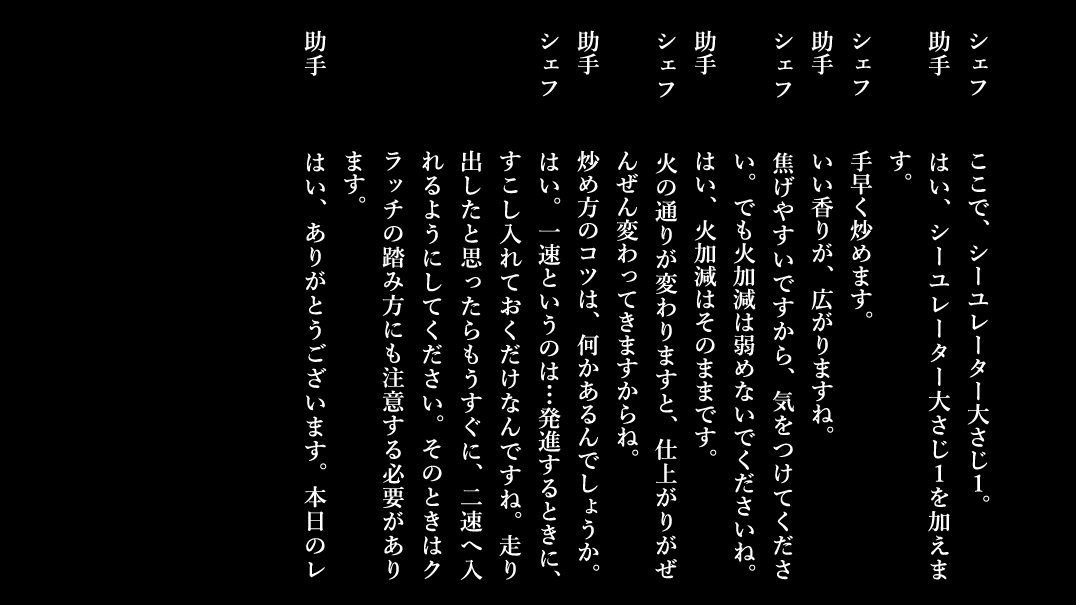 シェフ　ここで、シーユレーター大さじ1。
助手　はい、シーユレーター大さじ1を加えま
す。
シェフ　手早く炒めます。
助手　いい香りが、広がりますね。
シェフ　焦げやすいですから、気をつけてくださ
い。でも火加減は弱めないでくださいね。
助手　はい、火加減はそのままです。
シェフ　火の通りが変わりますと、仕上がりがぜ
んぜん変わってきますからね。
助手　炒め方のコツは、何かあるんでしょうか。
シェフ　はい。一速というのは…発進するときに、
すこし入れておくだけなんですね。走り
出したと思ったらもうすぐに、二速へ入
れるようにしてください。そのときはク
ラッチの踏み方にも注意する必要があり
ます。
助手　はい、ありがとうございます。本日のレ